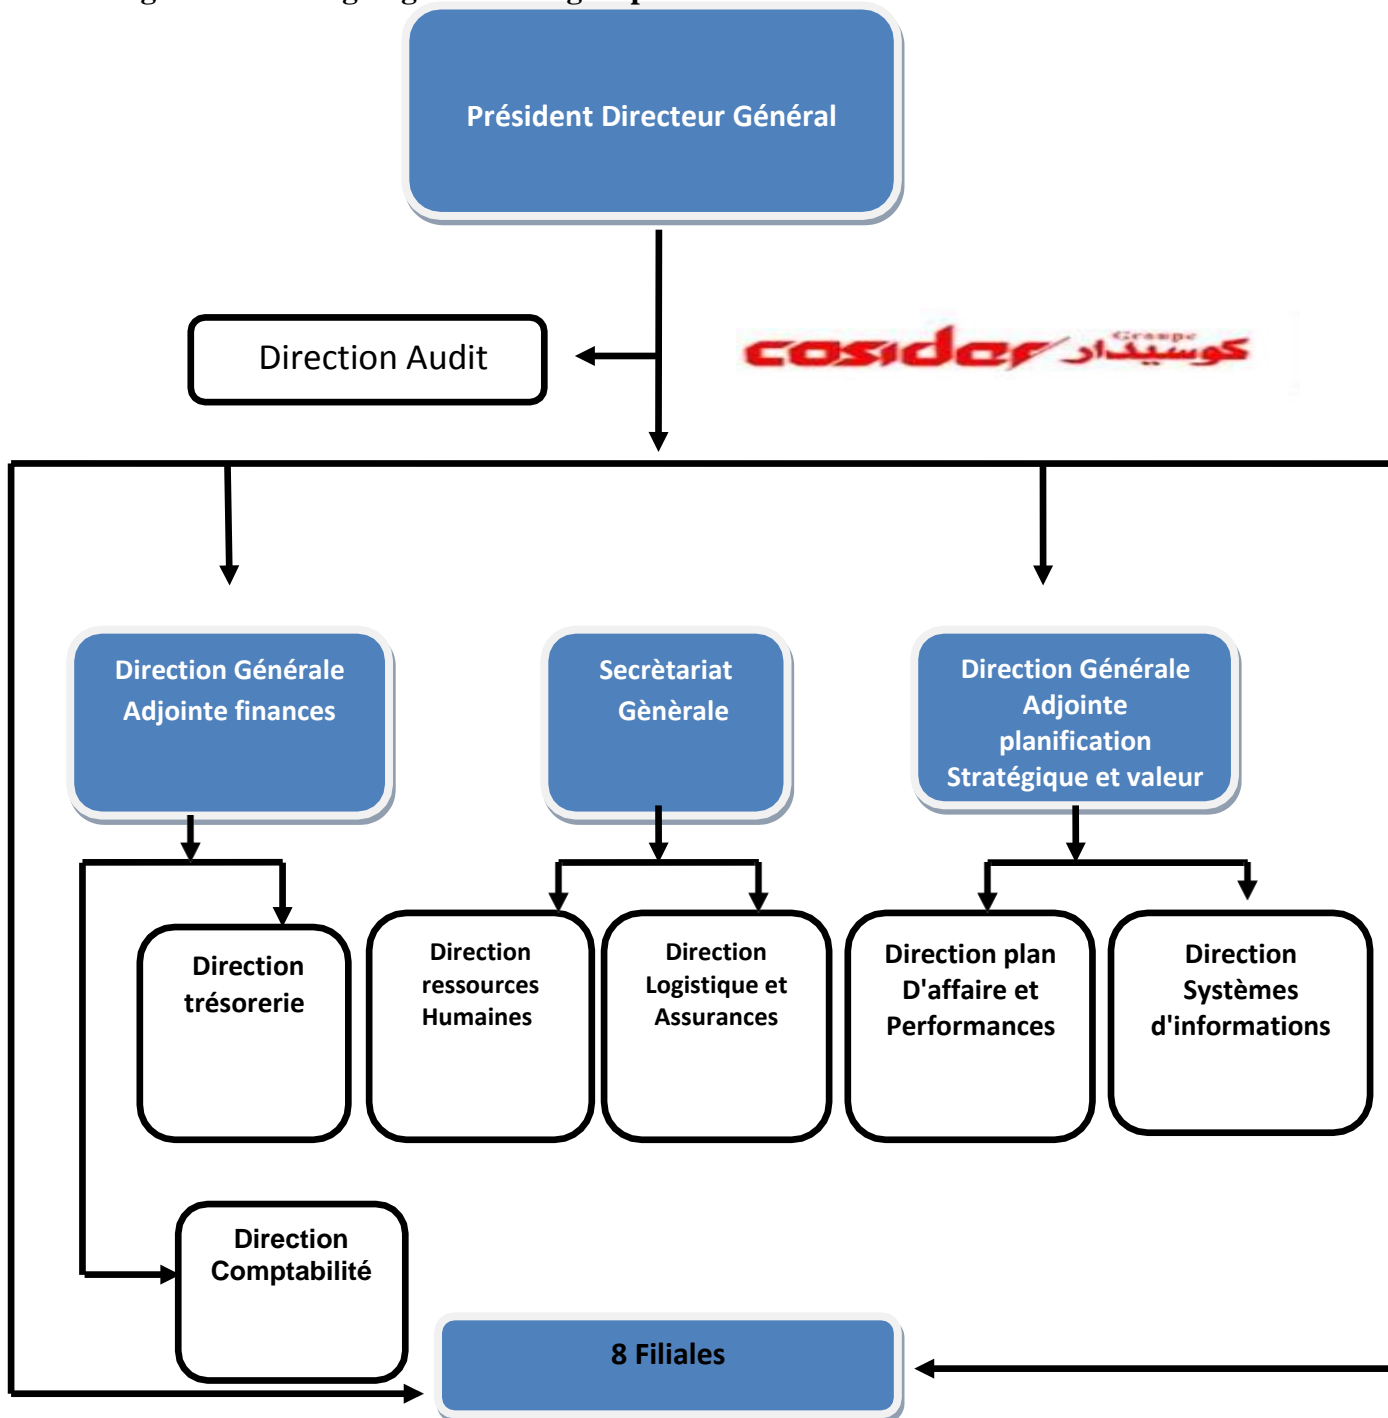 Président Directeur Général
Direction Audit
Groupe
cosider كوسيدار
Direction Générale
Adjointe finances
Secrètariat
Gènèrale
Direction Générale
Adjointe
planification
Stratégique et valeur
Direction
trésorerie
Direction
ressources
Humaines
Direction
Logistique et
Assurances
Direction plan
D'affaire et
Performances
Direction
Systèmes
d'informations
Direction
Comptabilité
8 Filiales